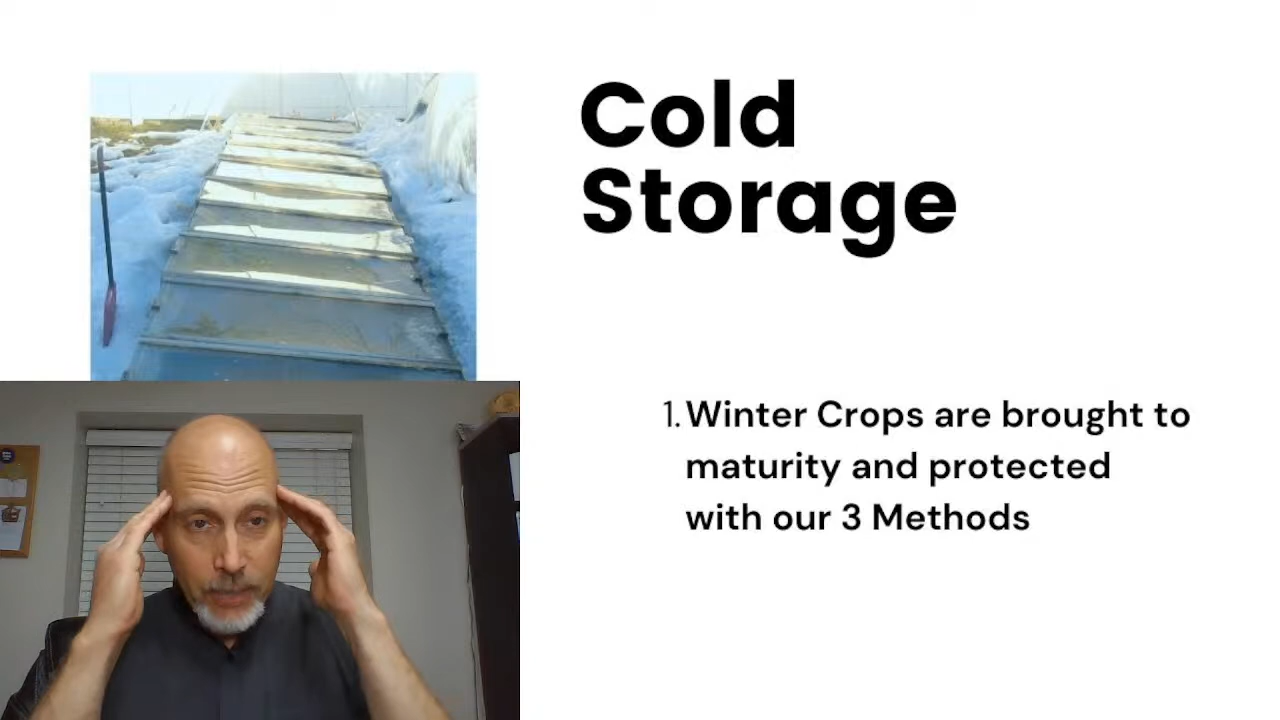 Cold
Storage
1. Winter Crops are brought to
maturity and protected
with our 3 Methods